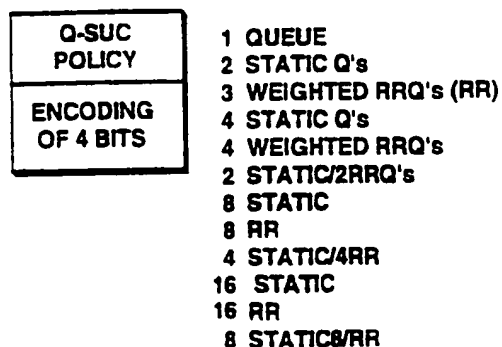 Q-SUC
POLICY
ENCODING
OF 4 BITS
1 QUEUE
2 STATIC Q's
3 WEIGHTED RRQ's (RR)
4 STATIC Q's
4 WEIGHTED RRQ's
2 STATIC/2RRQ's
8 STATIC
8 RR
4 STATIC/4RR
16 STATIC
16 RR
8 STATIC8/RR